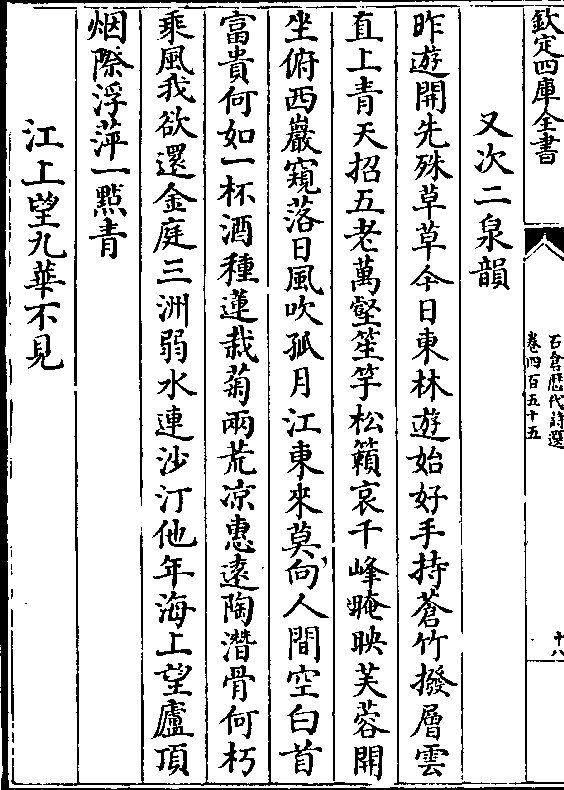 欽定四庫全書
石倉歷代詩選
卷四百五十五
十八
又次二泉韻
昨遊開先殊草草今日東林遊始好手持蒼竹撥層雲
直上青天招五老萬壑笙竽松籟哀千峰晻映芙蓉開
坐俯西巖窺落日風吹孤月江東來莫向人間空白首
富貴何如一杯酒種蓮栽菊兩荒凉惠遠陶潛骨何朽
乘風我欲還金庭三洲弱水連沙汀他年海上望廬頂
烟際浮萍一點青
江上望九華不見